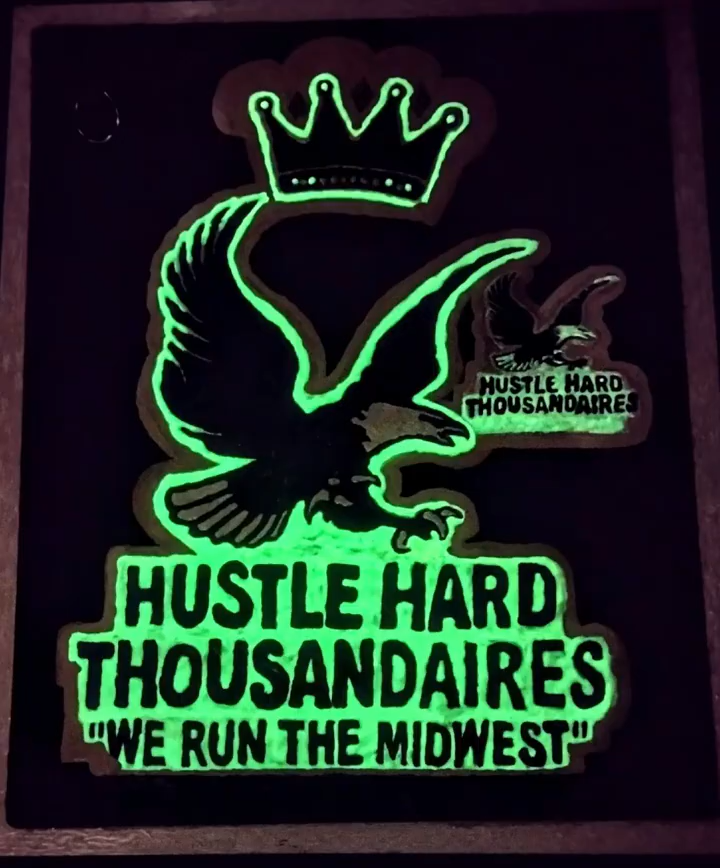 HUSTLE HARD
THOUSANDAIRES
HUSTLE HARD
THOUSANDAIRES
"WE RUN THE MIDWEST"